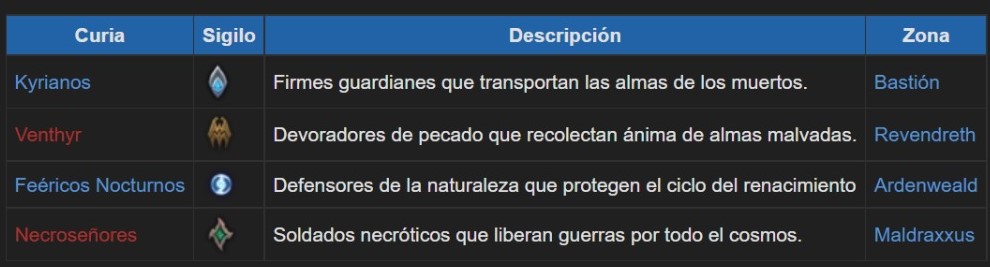 Curia Sigilo Descripción Zona
Kyrianos Firmes guardianes que transportan las almas de los muertos. Bastión
Venthyr Devoradores de pecado que recolectan ánima de almas malvadas. Revendreth
Feéricos Nocturnos Defensores de la naturaleza que protegen el ciclo del renacimiento Ardenweald
Necroseñores Soldados necróticos que liberan guerras por todo el cosmos. Maldraxxus